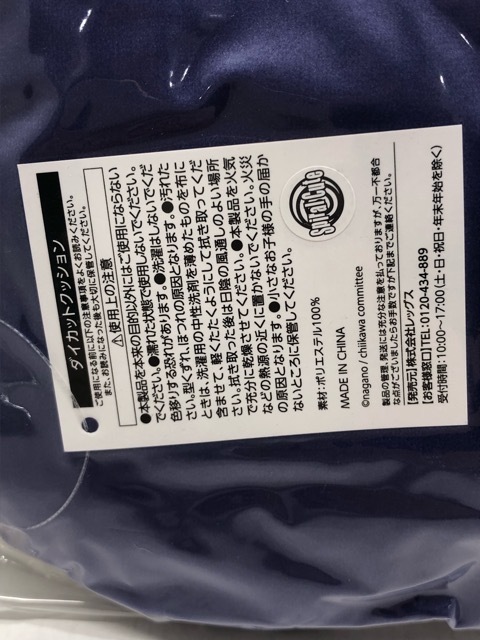 ダイカットクッション
ご使用になる前に以下の注意事項をよくお読みください。
また、お読みになった後も大切に保管してください。
⚠使用上の注意
●本製品を本来の目的以外にはご使用にならない
でください。●濡れた状態で使用しないでください。
色移りする恐れがあります。●洗濯はしないでくだ
さい。型くずれ、ほつれの原因となります。●汚れた
ときは、洗濯用の中性洗剤を薄めたものを布に
含ませて、軽くたたくようにして拭き取ってくだ
さい。拭き取った後は日陰の風通しのよい場所
で充分に乾燥させてください。●本製品を火気
などの熱源の近くに置かないでください。火災
の原因となります。●小さなお子様の手の届か
ないところに保管してください。
素材:ポリエステル100%
MADE IN CHINA
©nagano / chiikawa committee
Spiral Cute
製品の管理、発送には充分な注意を払っておりますが、万一不都合
な点がございましたらお手数ですが下記までご連絡ください。
[発売元]株式会社レッグス
[お客様窓口]TEL:0120-434-889
受付時間:10:00〜17:00(土・日・祝日・年末年始を除く)